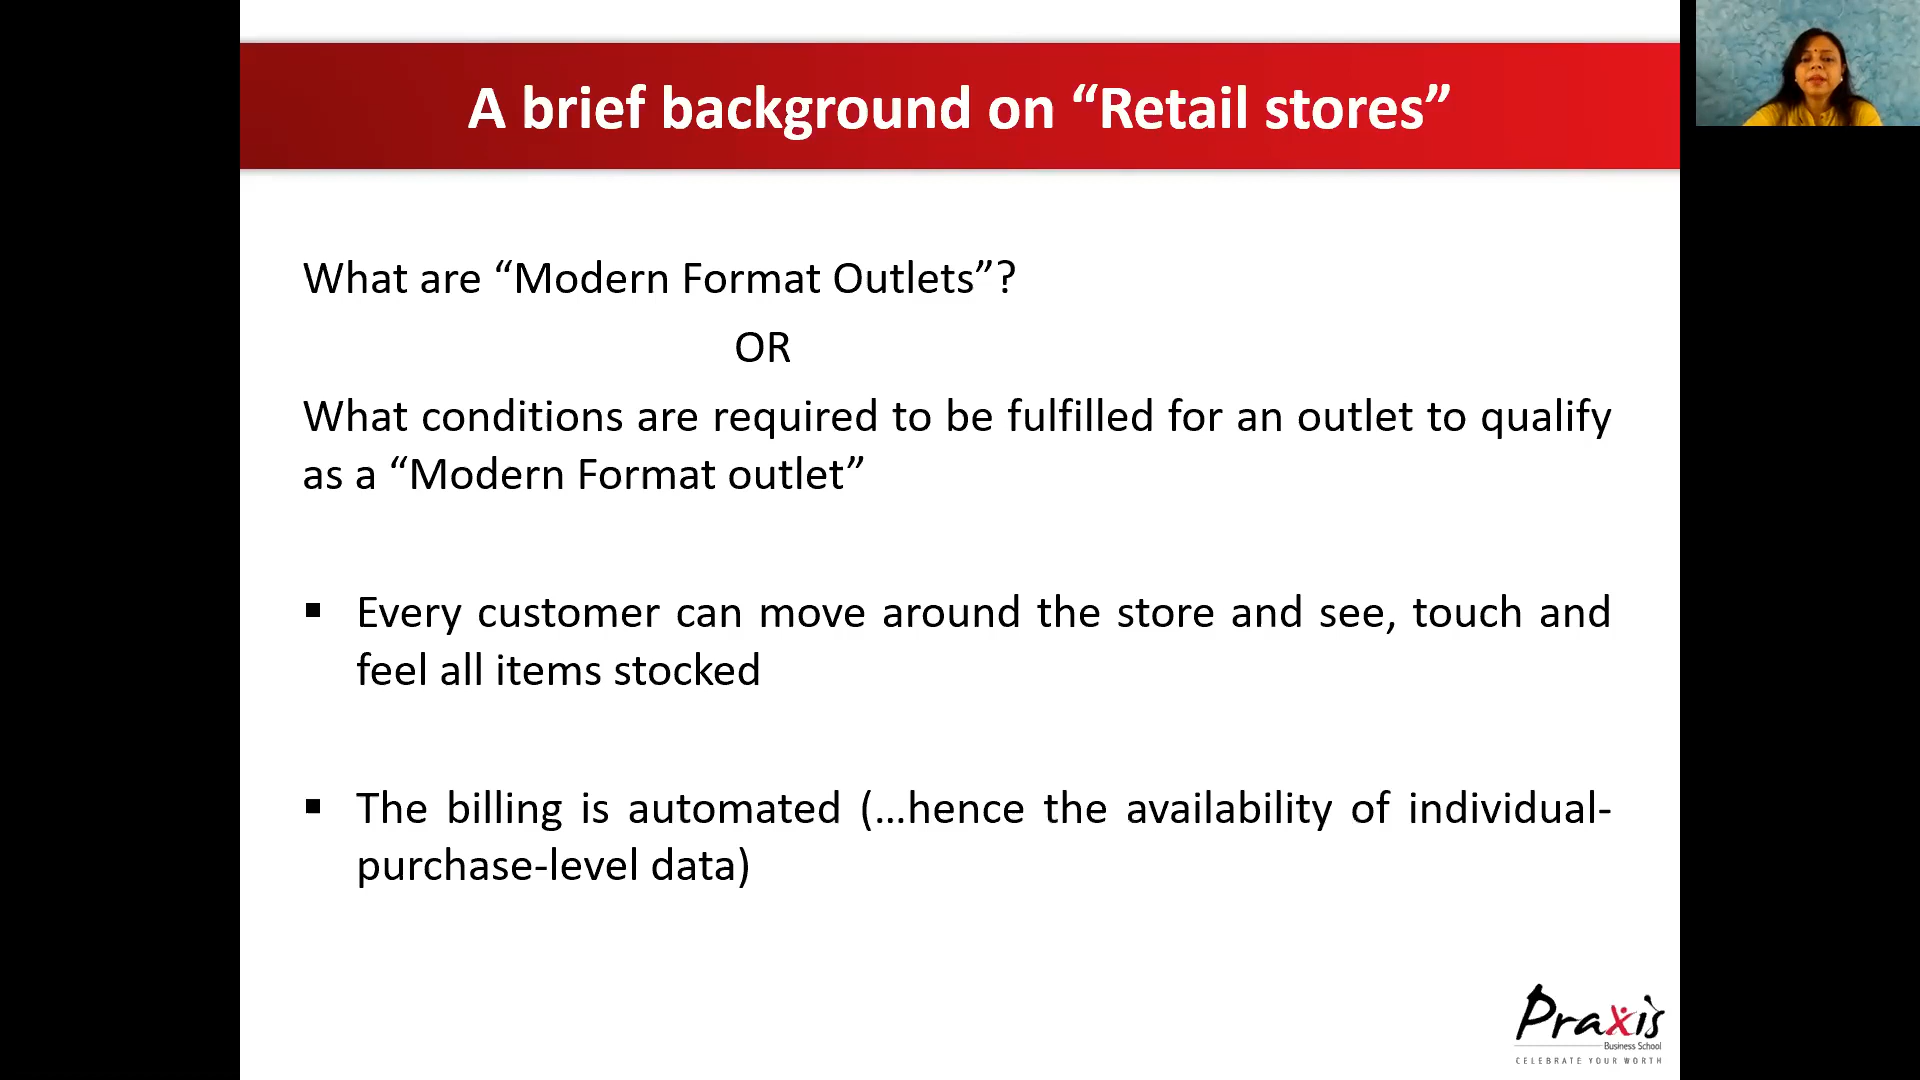 A brief background on “Retail stores”
What are “Modern Format Outlets”?
OR
What conditions are required to be fulfilled for an outlet to qualify
as a “Modern Format outlet”
▪ Every customer can move around the store and see, touch and
feel all items stocked
▪ The billing is automated (…hence the availability of individual-
purchase-level data)
Praxis
Business School
CELEBRATE YOUR WORTH